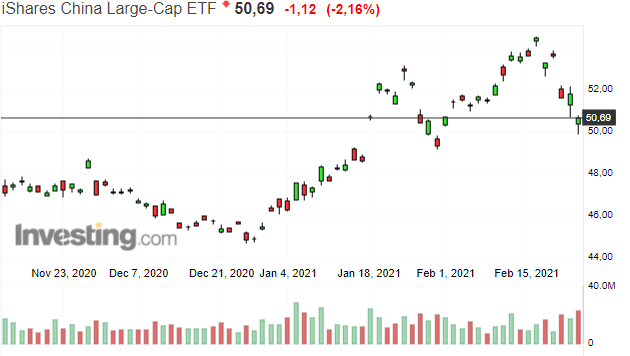 iShares China Large-Cap ETF 50,69 -1,12 (-2,16%)
52.00
50,69
50.00
48.00
46.00
Investing.com
44.00
Nov 23, 2020 Dec 7, 2020 Dec 21, 2020 Jan 4, 2021 Jan 18, 2021 Feb 1, 2021 Feb 15, 2021
40.0M
0